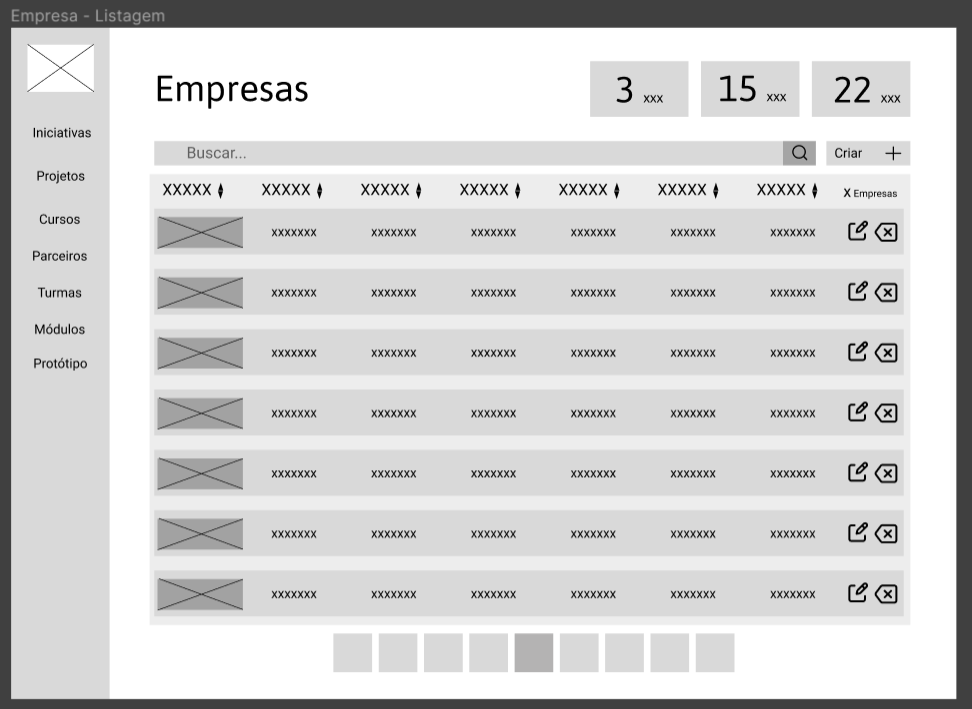 Empresa - Listagem
Iniciativas
Projetos
Cursos
Parceiros
Turmas
Módulos
Protótipo
Empresas
3 xxx 15 xxx 22 xxx
Buscar...
Criar
XXXXX XXXXX XXXXX XXXXX XXXXX XXXXX XXXXX X Empresas
xxxxxxx xxxxxxx xxxxxxx xxxxxxx xxxxxxx xxxxxxx
xxxxxxx xxxxxxx xxxxxxx xxxxxxx xxxxxxx xxxxxxx
xxxxxxx xxxxxxx xxxxxxx xxxxxxx xxxxxxx xxxxxxx
xxxxxxx xxxxxxx xxxxxxx xxxxxxx xxxxxxx xxxxxxx
xxxxxxx xxxxxxx xxxxxxx xxxxxxx xxxxxxx xxxxxxx
xxxxxxx xxxxxxx xxxxxxx xxxxxxx xxxxxxx xxxxxxx
xxxxxxx xxxxxxx xxxxxxx xxxxxxx xxxxxxx xxxxxxx